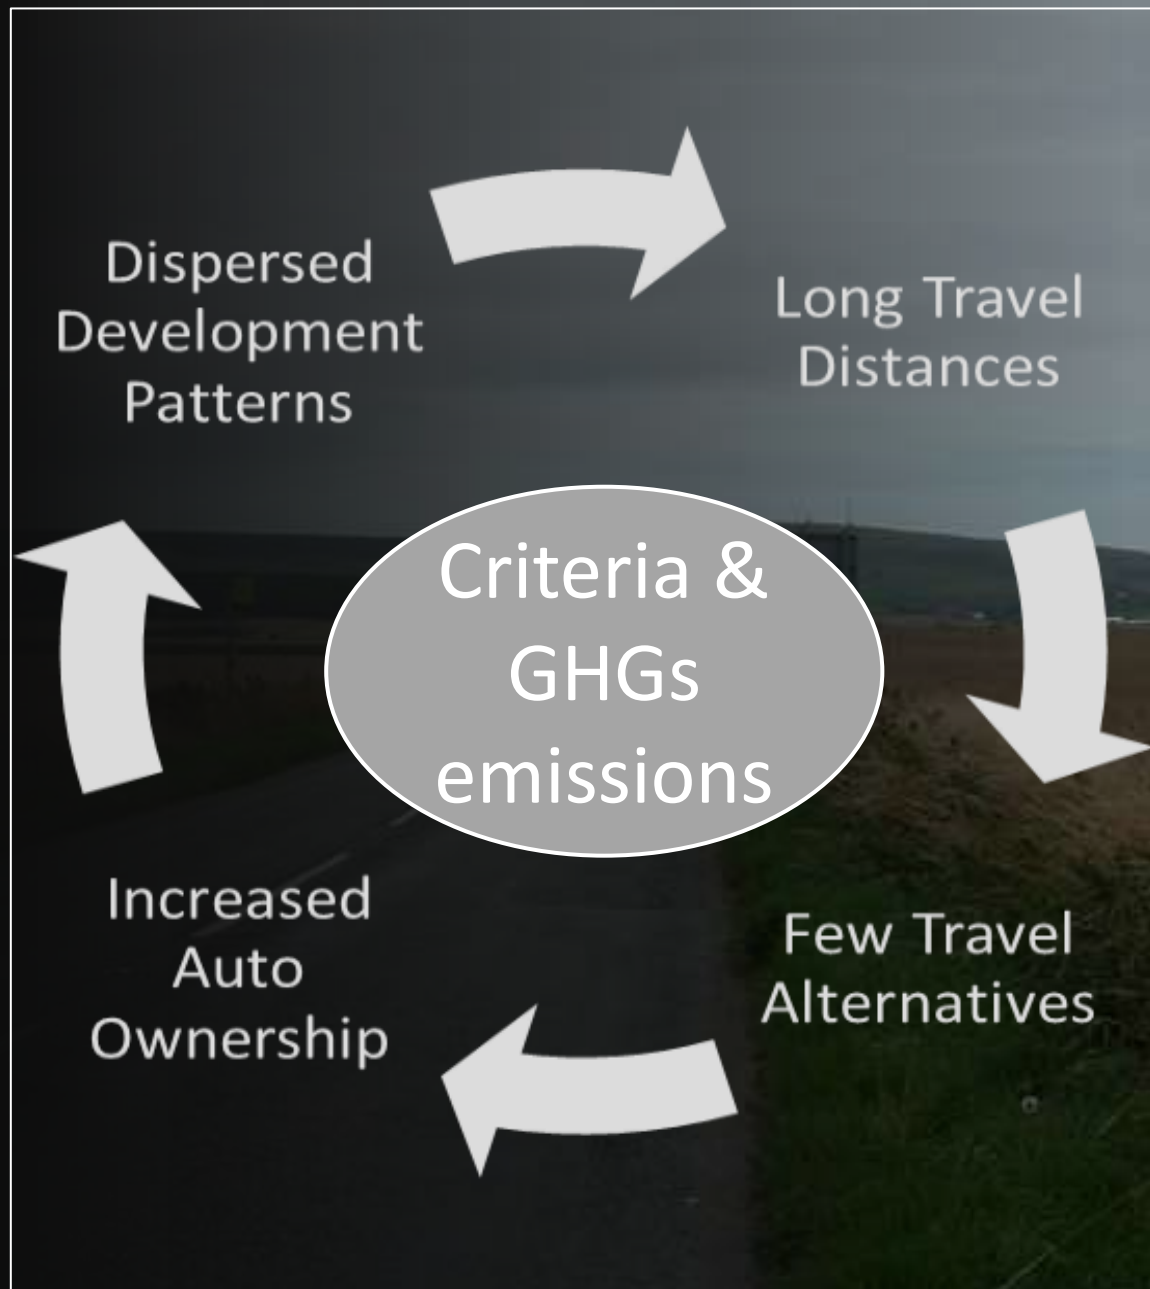 Dispersed
Development
Patterns
Long Travel
Distances
Criteria &
GHGs
emissions
Few Travel
Alternatives
Increased
Auto
Ownership